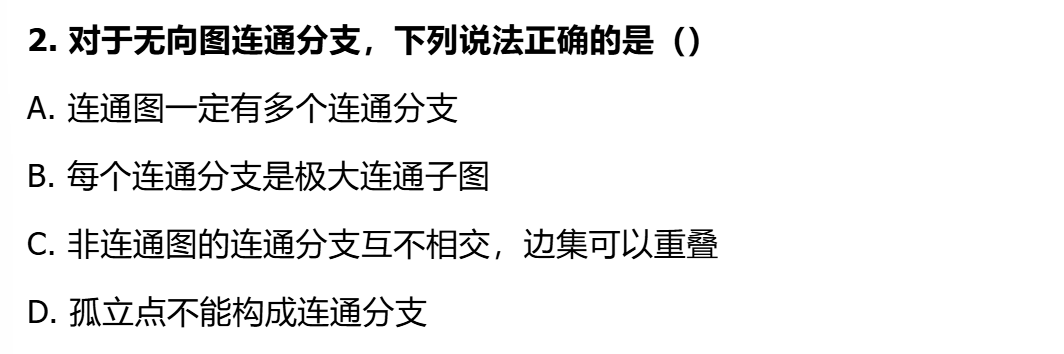 2. 对于无向图连通分支，下列说法正确的是（）
A. 连通图一定有多个连通分支
B. 每个连通分支是极大连通子图
C. 非连通图的连通分支互不相交，边集可以重叠
D. 孤立点不能构成连通分支